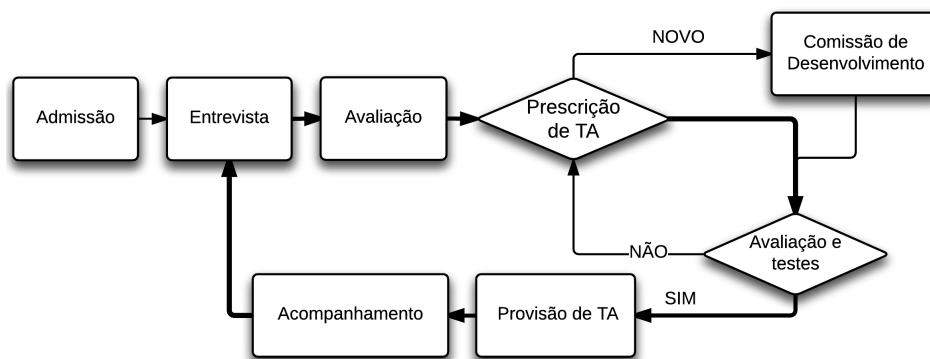 NOVO
Comissão de
Desenvolvimento
Admissão
Entrevista
Avaliação
Prescrição
de TA
NÃO
Avaliação e
testes
SIM
Acompanhamento
Provisão de TA